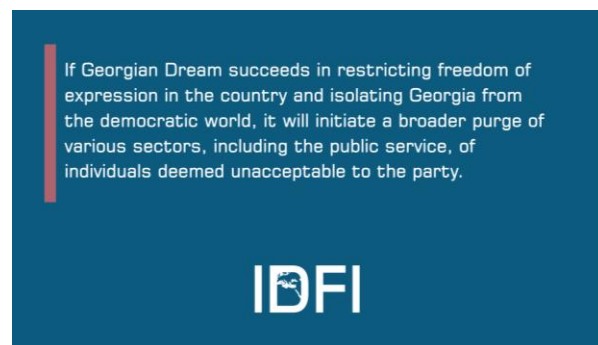 If Georgian Dream succeeds in restricting freedom of
expression in the country and isolating Georgia from
the democratic world, it will initiate a broader purge of
various sectors, including the public service, of
individuals deemed unacceptable to the party.
IDFI